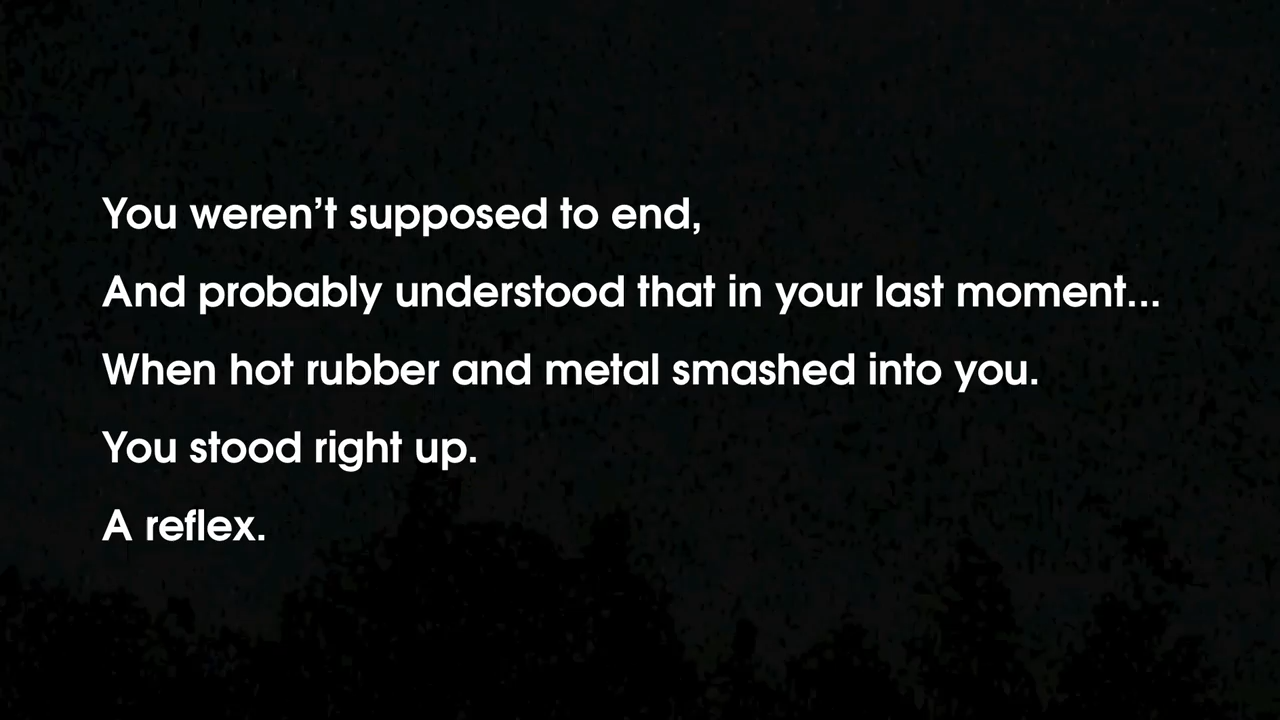 You weren’t supposed to end,
And probably understood that in your last moment...
When hot rubber and metal smashed into you.
You stood right up.
A reflex.